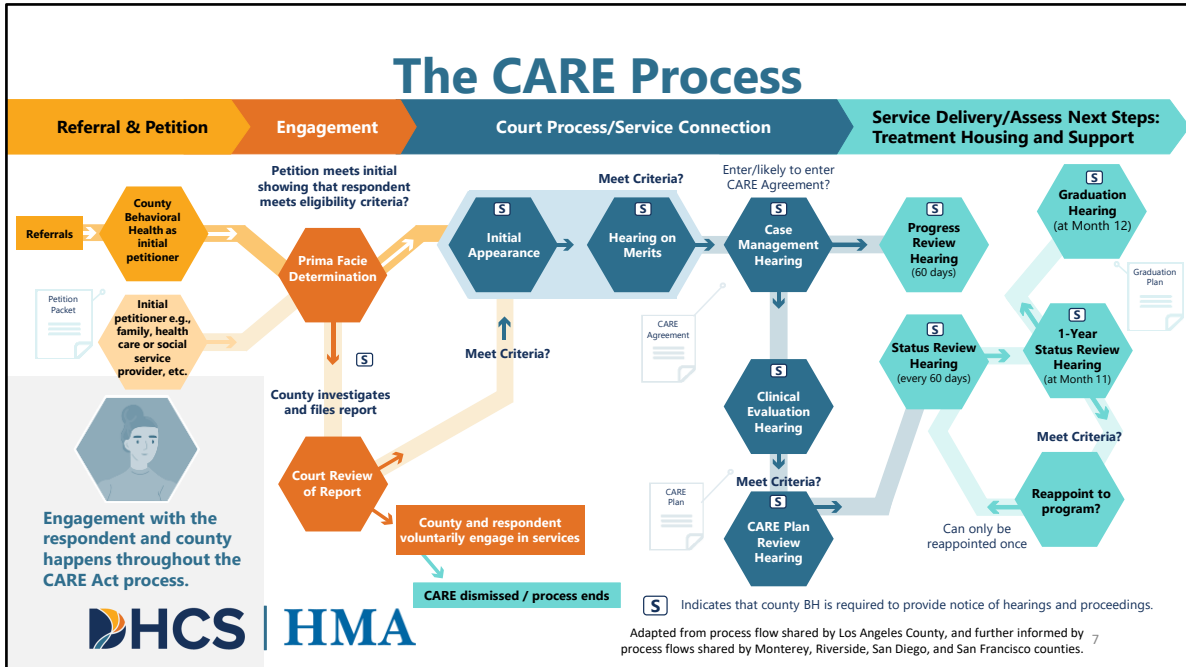 The CARE Process
Referral & Petition
Engagement
Court Process/Service Connection
Service Delivery/Assess Next Steps:
Treatment Housing and Support
Referrals
County
Behavioral
Health as
initial
petitioner
Petition
Packet
Initial
petitioner e.g.,
family, health
care or social
service
provider, etc.
Petition meets initial
showing that respondent
meets eligibility criteria?
Prima Facie
Determination
S
County investigates
and files report
Court Review
of Report
County and respondent
voluntarily engage in services
CARE dismissed / process ends
Meet Criteria?
S
Initial
Appearance
Meet Criteria?
S
Hearing on
Merits
Enter/likely to enter
CARE Agreement?
S
Case
Management
Hearing
CARE
Agreement
S
Clinical
Evaluation
Hearing
CARE
Plan
Meet Criteria?
S
CARE Plan
Review
Hearing
S
Progress
Review
Hearing
(60 days)
S
Status Review
Hearing
(every 60 days)
S
Graduation
Hearing
(at Month 12)
Graduation
Plan
S
1-Year
Status Review
Hearing
(at Month 11)
Meet Criteria?
Reappoint to
program?
Can only be
reappointed once
Engagement with the
respondent and county
happens throughout the
CARE Act process.
DHCS
HMA
S Indicates that county BH is required to provide notice of hearings and proceedings.
Adapted from process flow shared by Los Angeles County, and further informed by
process flows shared by Monterey, Riverside, San Diego, and San Francisco counties.
7